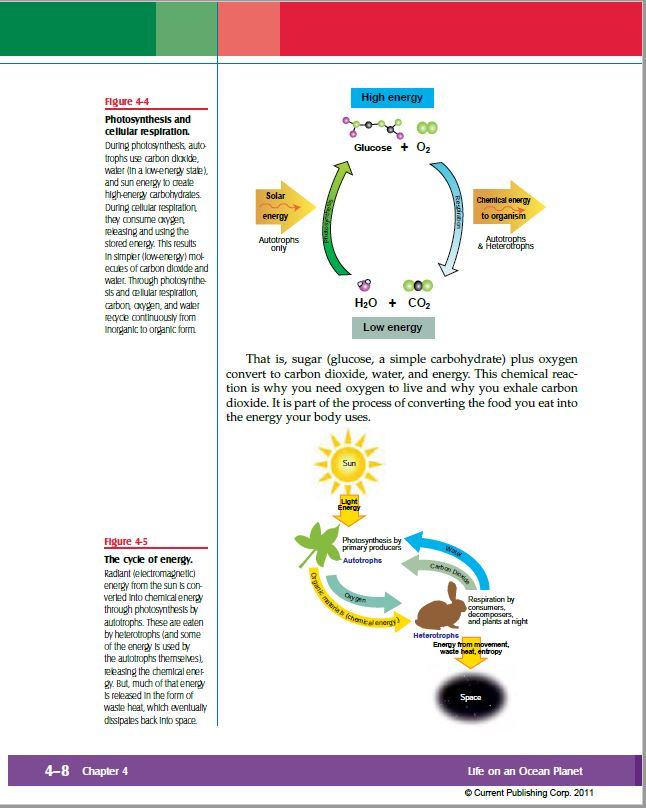 Figure 4-4
Photosynthesis and
cellular respiration.
During photosynthesis, auto-
trophs use carbon dioxide,
water (in a low-energy state),
and sun energy to create
high-energy carbohydrates.
During cellular respiration,
they consume oxygen,
releasing and using the
stored energy. This results
in simpler (low-energy) mol-
ecules of carbon dioxide and
water. Through photosynthe-
sis and cellular respiration,
carbon, oxygen, and water
recycle continuously from
inorganic to organic form.
High energy
Glucose + O2
Solar
energy
Autotrophs
only
Photosynthesis
Respiration
Chemical energy
to organism
Autotrophs
& Heterotrophs
H2O + CO2
Low energy
That is, sugar (glucose, a simple carbohydrate) plus oxygen
convert to carbon dioxide, water, and energy. This chemical reac-
tion is why you need oxygen to live and why you exhale carbon
dioxide. It is part of the process of converting the food you eat into
the energy your body uses.
Figure 4-5
The cycle of energy.
Radiant (electromagnetic)
energy from the sun is con-
verted into chemical energy
through photosynthesis by
autotrophs. These are eaten
by heterotrophs (and some
of the energy is used by
the autotrophs themselves),
releasing the chemical ener-
gy. But, much of that energy
is released in the form of
waste heat, which eventually
dissipates back into space.
Sun
Light
Energy
Photosynthesis by
primary producers
Autotrophs
Water
Carbon Dioxide
Oxygen
Organic materials (chemical energy)
Respiration by
consumers,
decomposers,
and plants at night
Heterotrophs
Energy from movement,
waste heat, entropy
Space
4–8 Chapter 4
Life on an Ocean Planet
© Current Publishing Corp. 2011